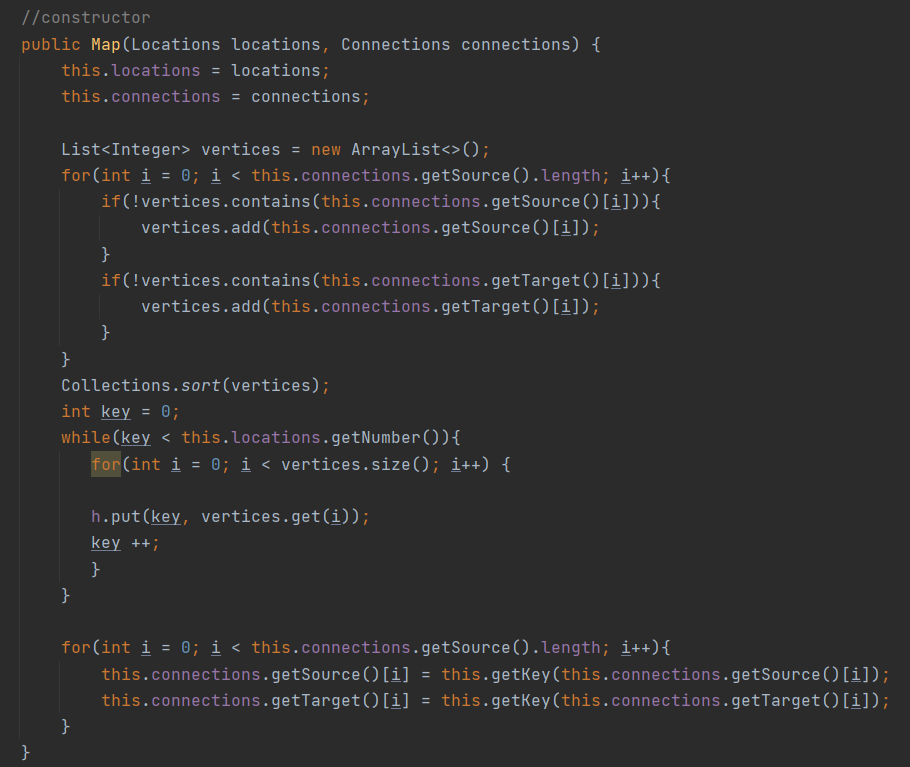 //constructor
public Map(Locations locations, Connections connections) {
    this.locations = locations;
    this.connections = connections;

    List<Integer> vertices = new ArrayList<>();
    for(int i = 0; i < this.connections.getSource().length; i++){
        if(!vertices.contains(this.connections.getSource()[i])){
            vertices.add(this.connections.getSource()[i]);
        }
        if(!vertices.contains(this.connections.getTarget()[i])){
            vertices.add(this.connections.getTarget()[i]);
        }
    }
    Collections.sort(vertices);
    int key = 0;
    while(key < this.locations.getNumber()){
       for(int i = 0; i < vertices.size(); i++) {

       h.put(key, vertices.get(i));
       key ++;
       }
    }

    for(int i = 0; i < this.connections.getSource().length; i++){
        this.connections.getSource()[i] = this.getKey(this.connections.getSource()[i]);
        this.connections.getTarget()[i] = this.getKey(this.connections.getTarget()[i]);
    }
}